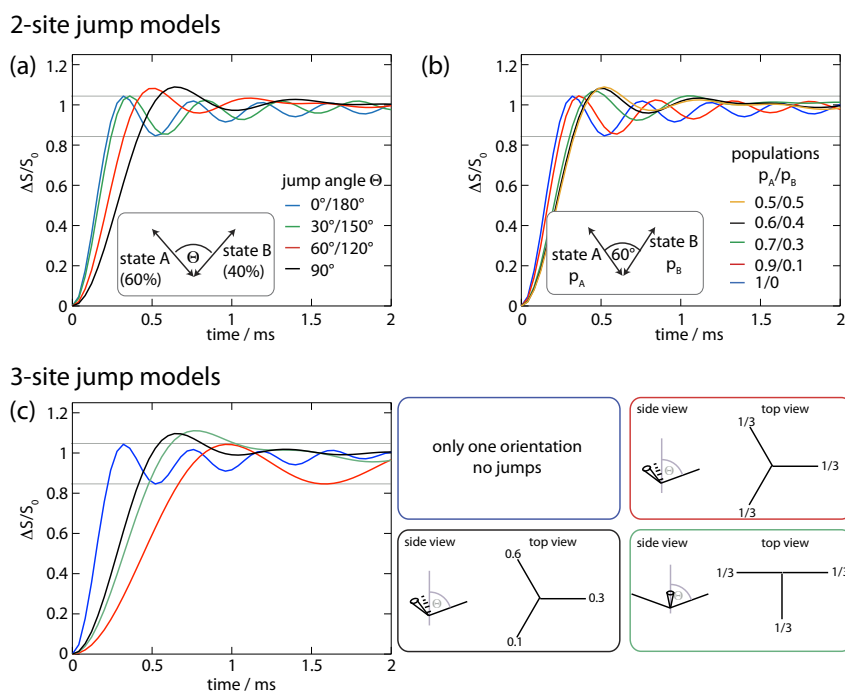 2-site jump models
(a)
1.2
1
0.8
0.6
0.4
0.2
0
ΔS/S₀
0
0.5
1
1.5
2
time / ms
jump angle Θ
0°/180°
30°/150°
60°/120°
90°
state A
(60%)
Θ
state B
(40%)
(b)
1.2
1
0.8
0.6
0.4
0.2
0
ΔS/S₀
0
0.5
1
1.5
2
time / ms
populations
p_A/p_B
0.5/0.5
0.6/0.4
0.7/0.3
0.9/0.1
1/0
state A
p_A
60°
state B
p_B
3-site jump models
(c)
1.2
1
0.8
0.6
0.4
0.2
0
ΔS/S₀
0
0.5
1
1.5
2
time / ms
only one orientation
no jumps
side view
top view
Θ
1/3
1/3
1/3
side view
top view
Θ
0.6
0.3
0.1
side view
top view
Θ
1/3
1/3
1/3